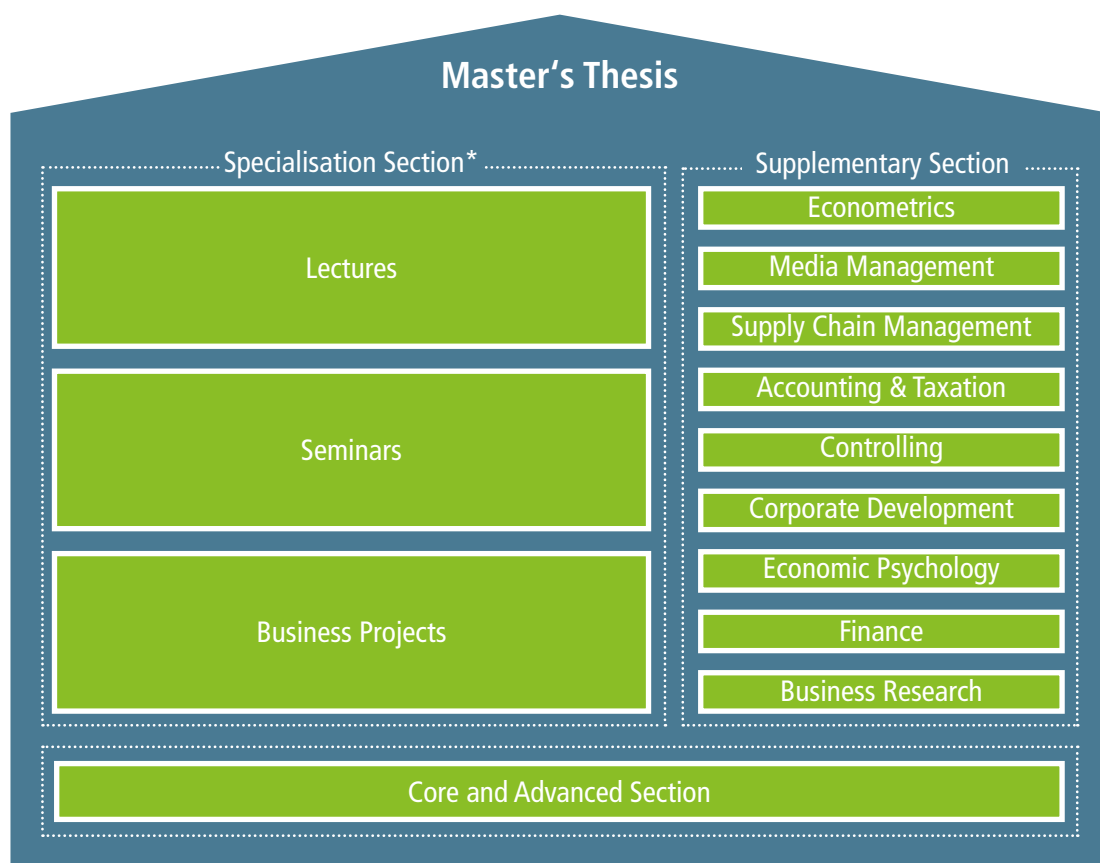 Master‘s Thesis
Specialisation Section*
Lectures
Seminars
Business Projects
Supplementary Section
Econometrics
Media Management
Supply Chain Management
Accounting & Taxation
Controlling
Corporate Development
Economic Psychology
Finance
Business Research
Core and Advanced Section